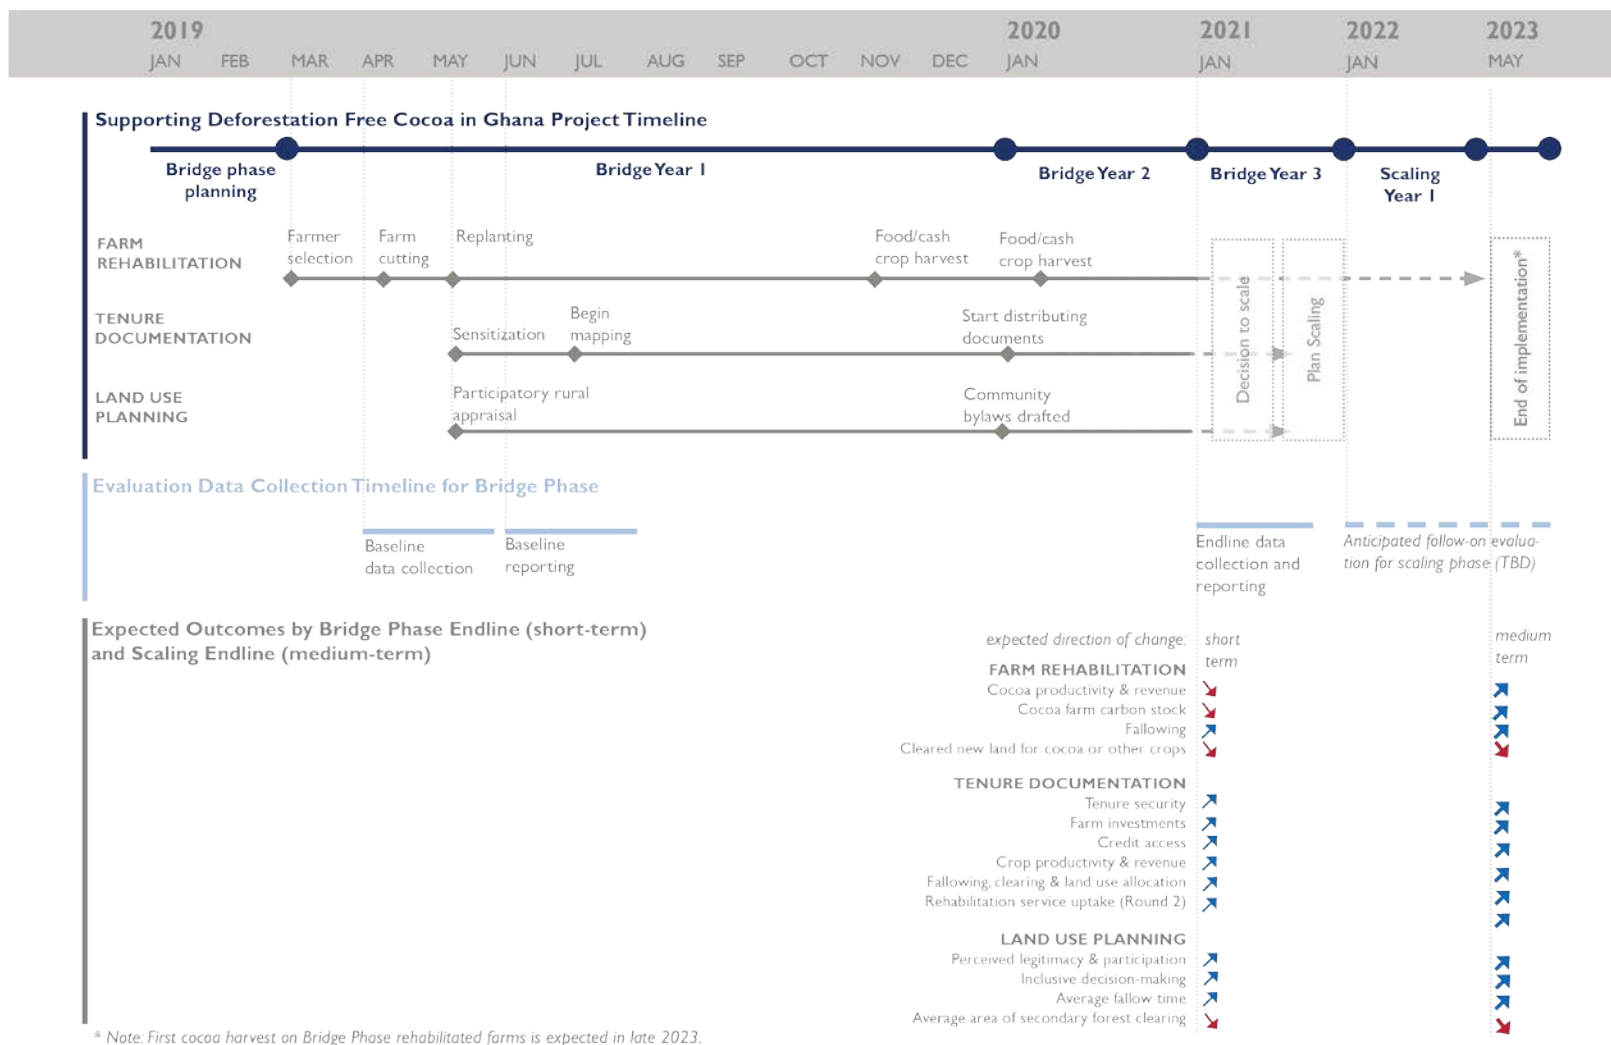 2019 2020 2021 2022 2023
JAN FEB MAR APR MAY JUN JUL AUG SEP OCT NOV DEC JAN JAN JAN MAY
Supporting Deforestation Free Cocoa in Ghana Project Timeline
Bridge phase
planning
Bridge Year 1
Bridge Year 2
Bridge Year 3
Scaling
Year 1
FARM
REHABILITATION
Farmer
selection
Farm
cutting
Replanting
Food/cash
crop harvest
Food/cash
crop harvest
TENURE
DOCUMENTATION
Sensitization
Begin
mapping
Start distributing
documents
LAND USE
PLANNING
Participatory rural
appraisal
Community
bylaws drafted
Decision to scale
Plan Scaling
End of implementation*
Evaluation Data Collection Timeline for Bridge Phase
Baseline
data collection
Baseline
reporting
Endline data
collection and
reporting
Anticipated follow-on evalua-
tion for scaling phase (TBD)
Expected Outcomes by Bridge Phase Endline (short-term)
and Scaling Endline (medium-term)
expected direction of change:
short
term
medium
term
FARM REHABILITATION
Cocoa productivity & revenue
Cocoa farm carbon stock
Fallowing
Cleared new land for cocoa or other crops
TENURE DOCUMENTATION
Tenure security
Farm investments
Credit access
Crop productivity & revenue
Fallowing, clearing & land use allocation
Rehabilitation service uptake (Round 2)
LAND USE PLANNING
Perceived legitimacy & participation
Inclusive decision-making
Average fallow time
Average area of secondary forest clearing
* Note: First cocoa harvest on Bridge Phase rehabilitated farms is expected in late 2023.